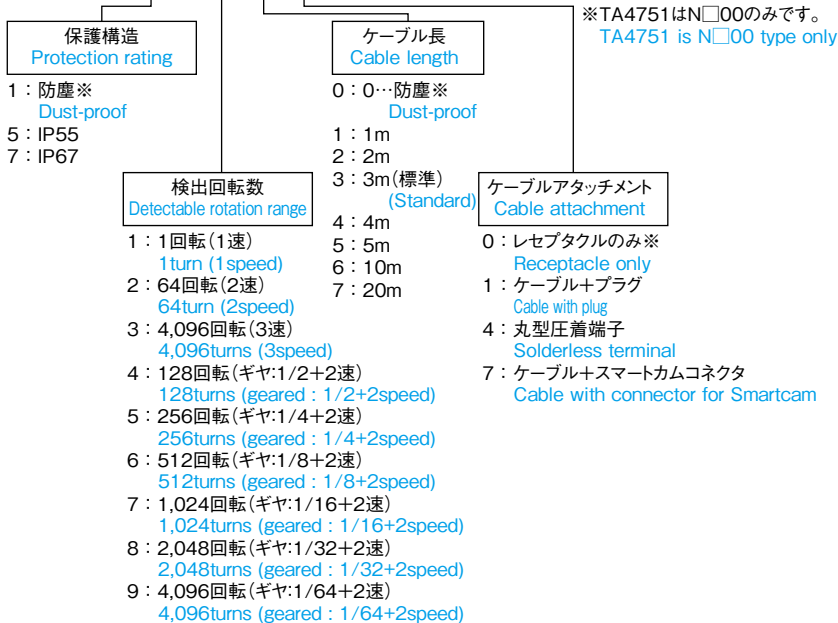 ※TA4751はN□00のみです。
TA4751 is N□00 type only
保護構造
Protection rating
1：防塵※
Dust-proof
5：IP55
7：IP67
ケーブル長
Cable length
0：0…防塵※
Dust-proof
1：1m
2：2m
3：3m(標準)
(Standard)
4：4m
5：5m
6：10m
7：20m
検出回転数
Detectable rotation range
1：1回転(1速)
1turn (1speed)
2：64回転(2速)
64turn (2speed)
3：4,096回転(3速)
4,096turns (3speed)
4：128回転(ギヤ:1/2+2速)
128turns (geared : 1/2+2speed)
5：256回転(ギヤ:1/4+2速)
256turns (geared : 1/4+2speed)
6：512回転(ギヤ:1/8+2速)
512turns (geared : 1/8+2speed)
7：1,024回転(ギヤ:1/16+2速)
1,024turns (geared : 1/16+2speed)
8：2,048回転(ギヤ:1/32+2速)
2,048turns (geared : 1/32+2speed)
9：4,096回転(ギヤ:1/64+2速)
4,096turns (geared : 1/64+2speed)
ケーブルアタッチメント
Cable attachment
0：レセプタクルのみ※
Receptacle only
1：ケーブル+プラグ
Cable with plug
4：丸型圧着端子
Solderless terminal
7：ケーブル+スマートカムコネクタ
Cable with connector for Smartcam